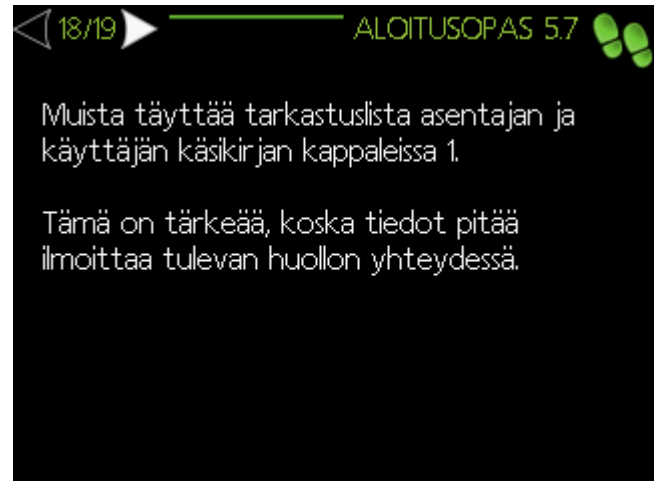 18/19
ALOITUSOPAS 5.7
Muista täyttää tarkastuslista asentajan ja
käyttäjän käsikirjan kappaleissa 1.
Tämä on tärkeää, koska tiedot pitää
ilmoittaa tulevan huollon yhteydessä.